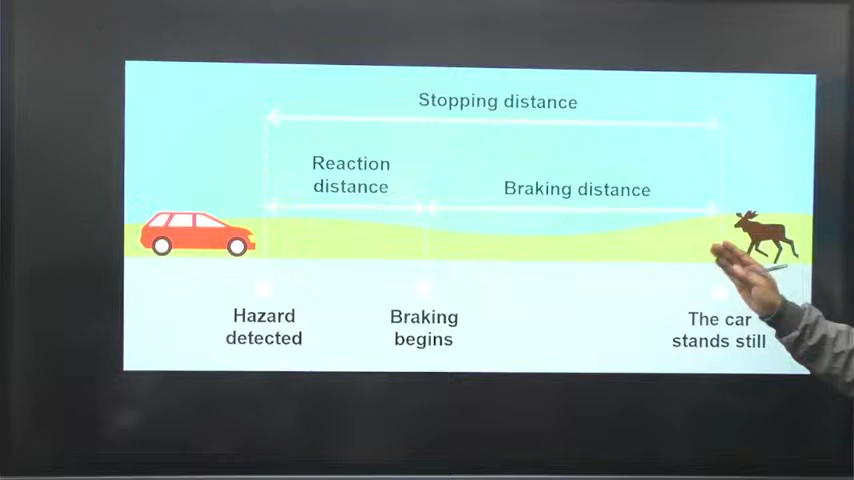 Stopping distance
Reaction
distance
Braking distance
Hazard
detected
Braking
begins
The car
stands still